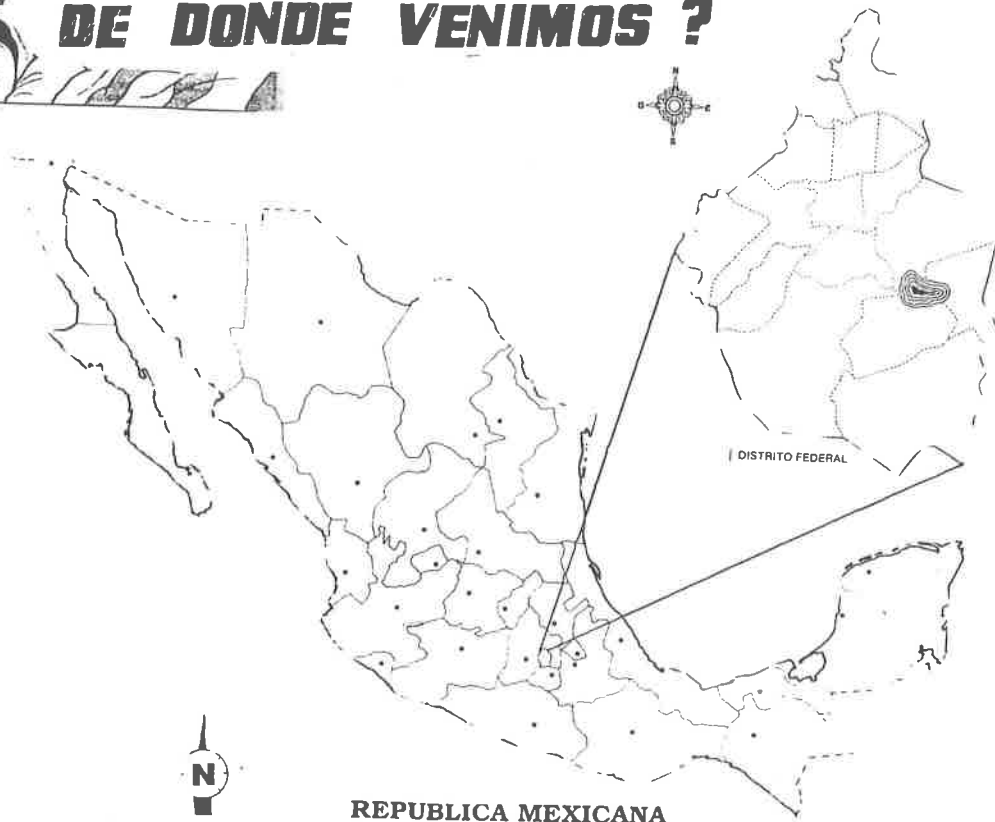 DE DONDE VENIMOS ?
N
O E
S
DISTRITO FEDERAL
N
REPUBLICA MEXICANA